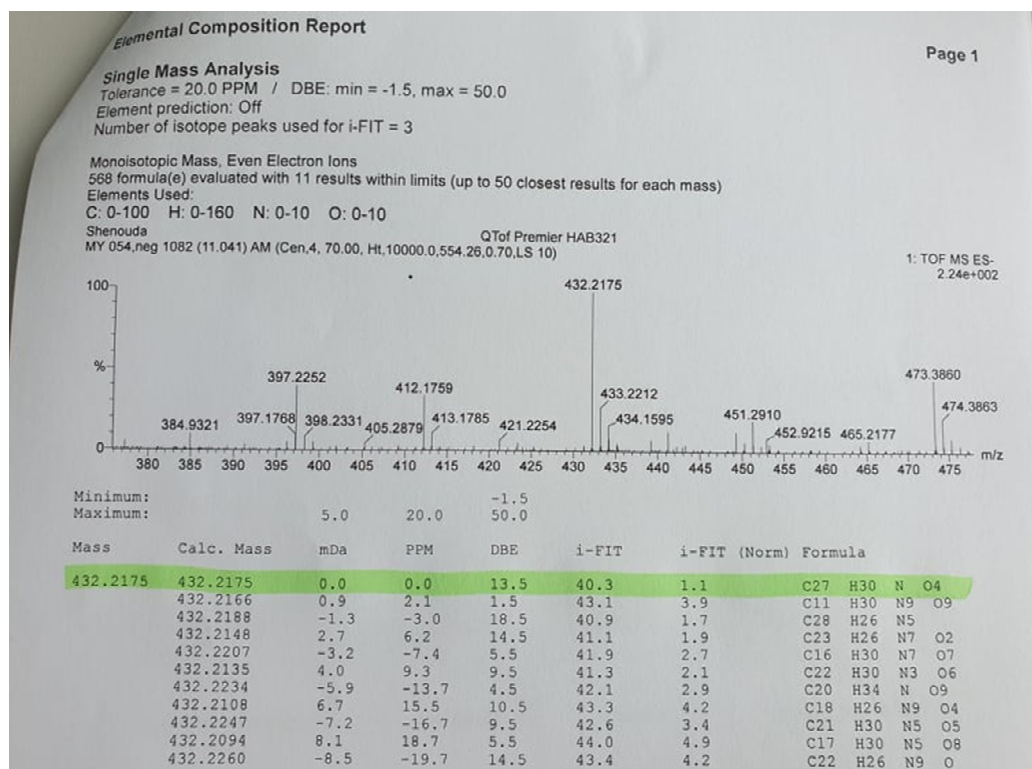 Elemental Composition Report
Page 1
Single Mass Analysis
Tolerance = 20.0 PPM / DBE: min = -1.5, max = 50.0
Element prediction: Off
Number of isotope peaks used for i-FIT = 3
Monoisotopic Mass, Even Electron Ions
568 formula(e) evaluated with 11 results within limits (up to 50 closest results for each mass)
Elements Used:
C: 0-100 H: 0-160 N: 0-10 O: 0-10
Shenouda
QTof Premier HAB321
MY 054,neg 1082 (11.041) AM (Cen,4, 70.00, Ht,10000.0,554.26,0.70,LS 10)
1: TOF MS ES-
2.24e+002
100
432.2175
%
397.2252
412.1759
433.2212
473.3860
474.3863
384.9321
397.1768
398.2331
405.2879
413.1785
421.2254
434.1595
451.2910
452.9215
465.2177
0
380 385 390 395 400 405 410 415 420 425 430 435 440 445 450 455 460 465 470 475 m/z
Minimum: -1.5
Maximum: 5.0 20.0 50.0
Mass Calc. Mass mDa PPM DBE i-FIT i-FIT (Norm) Formula
432.2175 432.2175 0.0 0.0 13.5 40.3 1.1 C27 H30 N O4
432.2166 0.9 2.1 1.5 43.1 3.9 C11 H30 N9 O9
432.2188 -1.3 -3.0 18.5 40.9 1.7 C28 H26 N5
432.2148 2.7 6.2 14.5 41.1 1.9 C23 H26 N7 O2
432.2207 -3.2 -7.4 5.5 41.9 2.7 C16 H30 N7 O7
432.2135 4.0 9.3 9.5 41.3 2.1 C22 H30 N3 O6
432.2234 -5.9 -13.7 4.5 42.1 2.9 C20 H34 N O9
432.2108 6.7 15.5 10.5 43.3 4.2 C18 H26 N9 O4
432.2247 -7.2 -16.7 9.5 42.6 3.4 C21 H30 N5 O5
432.2094 8.1 18.7 5.5 44.0 4.9 C17 H30 N5 O8
432.2260 -8.5 -19.7 14.5 43.4 4.2 C22 H26 N9 O